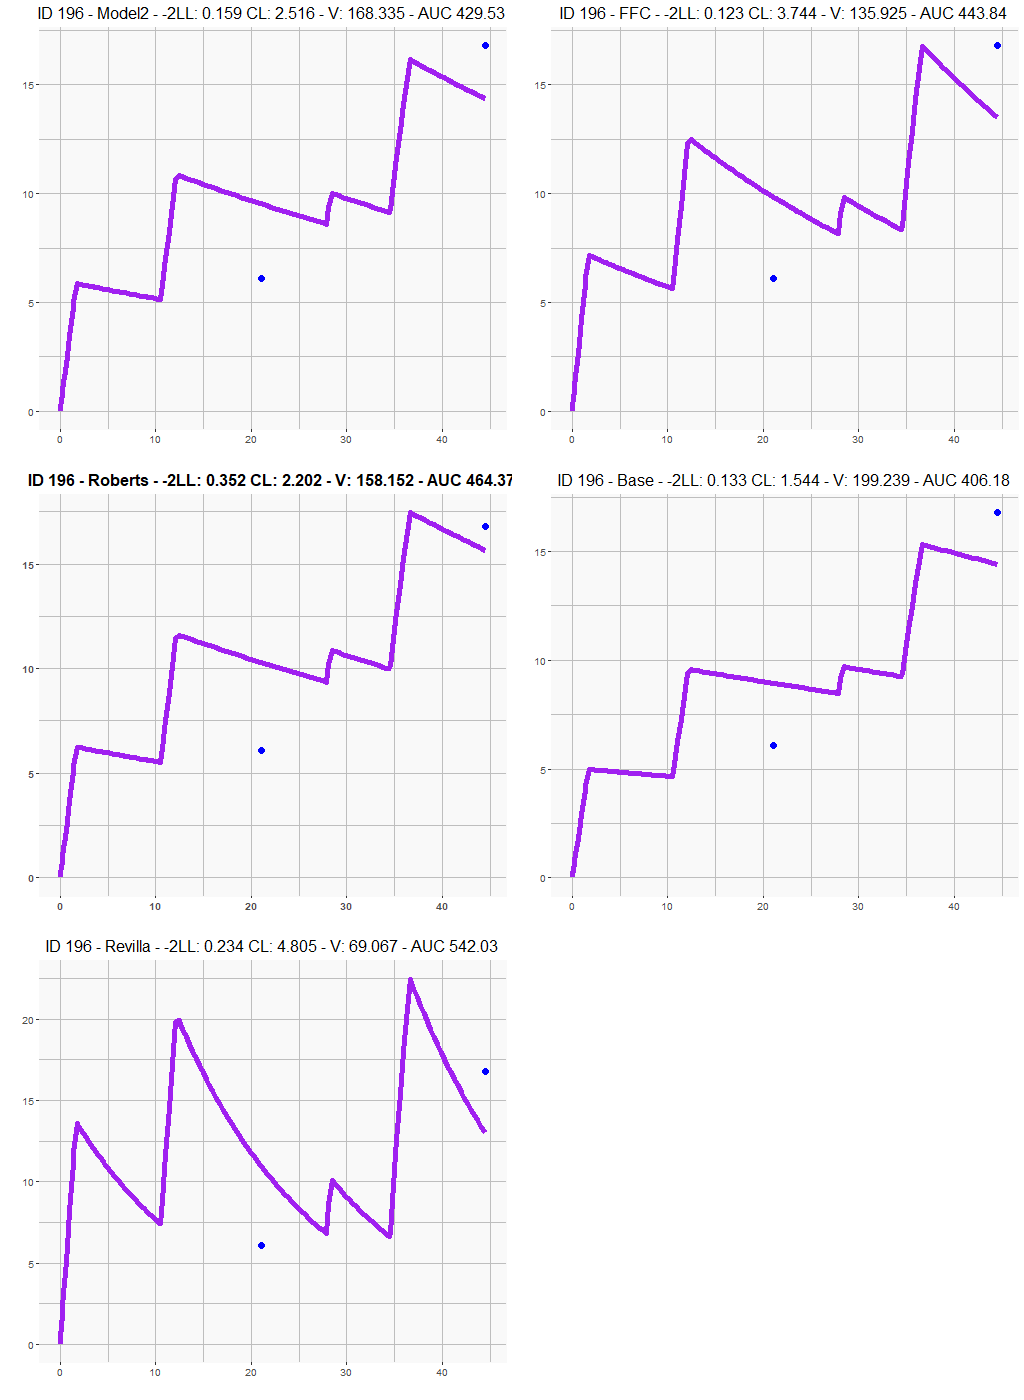 ID 196 - Model2 - -2LL: 0.159 CL: 2.516 - V: 168.335 - AUC 429.53
15
10
5
0
0 10 20 30 40
ID 196 - FFC - -2LL: 0.123 CL: 3.744 - V: 135.925 - AUC 443.84
15
10
5
0
0 10 20 30 40
ID 196 - Roberts - -2LL: 0.352 CL: 2.202 - V: 158.152 - AUC 464.37
15
10
5
0
0 10 20 30 40
ID 196 - Base - -2LL: 0.133 CL: 1.544 - V: 199.239 - AUC 406.18
15
10
5
0
0 10 20 30 40
ID 196 - Revilla - -2LL: 0.234 CL: 4.805 - V: 69.067 - AUC 542.03
20
15
10
5
0
0 10 20 30 40